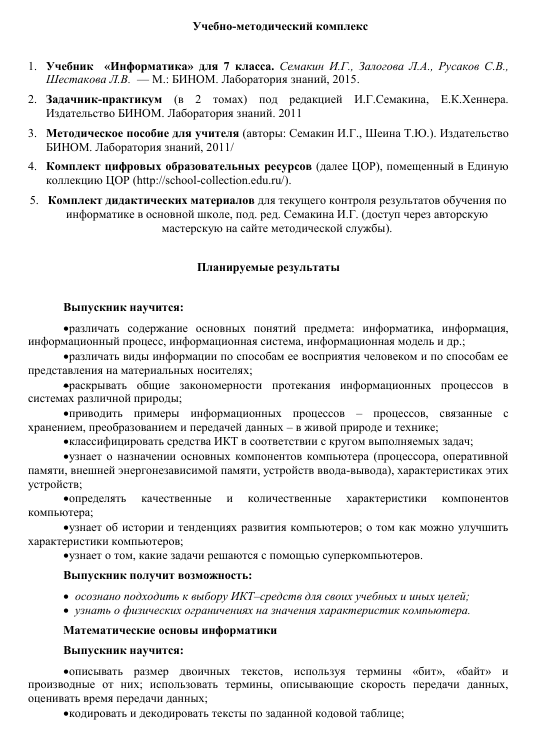 Учебно-методический комплекс
1. Учебник «Информатика» для 7 класса. Семакин И.Г., Залогова Л.А., Русаков С.В.,
Шестакова Л.В. — М.: БИНОМ. Лаборатория знаний, 2015.
2. Задачник-практикум (в 2 томах) под редакцией И.Г.Семакина, Е.К.Хеннера.
Издательство БИНОМ. Лаборатория знаний. 2011
3. Методическое пособие для учителя (авторы: Семакин И.Г., Шеина Т.Ю.). Издательство
БИНОМ. Лаборатория знаний, 2011/
4. Комплект цифровых образовательных ресурсов (далее ЦОР), помещенный в Единую
коллекцию ЦОР (http://school-collection.edu.ru/).
5. Комплект дидактических материалов для текущего контроля результатов обучения по
информатике в основной школе, под. ред. Семакина И.Г. (доступ через авторскую
мастерскую на сайте методической службы).
Планируемые результаты
Выпускник научится:
•различать содержание основных понятий предмета: информатика, информация,
информационный процесс, информационная система, информационная модель и др.;
•различать виды информации по способам ее восприятия человеком и по способам ее
представления на материальных носителях;
•раскрывать общие закономерности протекания информационных процессов в
системах различной природы;
•приводить примеры информационных процессов – процессов, связанные с
хранением, преобразованием и передачей данных – в живой природе и технике;
•классифицировать средства ИКТ в соответствии с кругом выполняемых задач;
•узнает о назначении основных компонентов компьютера (процессора, оперативной
памяти, внешней энергонезависимой памяти, устройств ввода-вывода), характеристиках этих
устройств;
•определять качественные и количественные характеристики компонентов
компьютера;
•узнает об истории и тенденциях развития компьютеров; о том как можно улучшить
характеристики компьютеров;
•узнает о том, какие задачи решаются с помощью суперкомпьютеров.
Выпускник получит возможность:
• осознано подходить к выбору ИКТ–средств для своих учебных и иных целей;
• узнать о физических ограничениях на значения характеристик компьютера.
Математические основы информатики
Выпускник научится:
•описывать размер двоичных текстов, используя термины «бит», «байт» и
производные от них; использовать термины, описывающие скорость передачи данных,
оценивать время передачи данных;
•кодировать и декодировать тексты по заданной кодовой таблице;